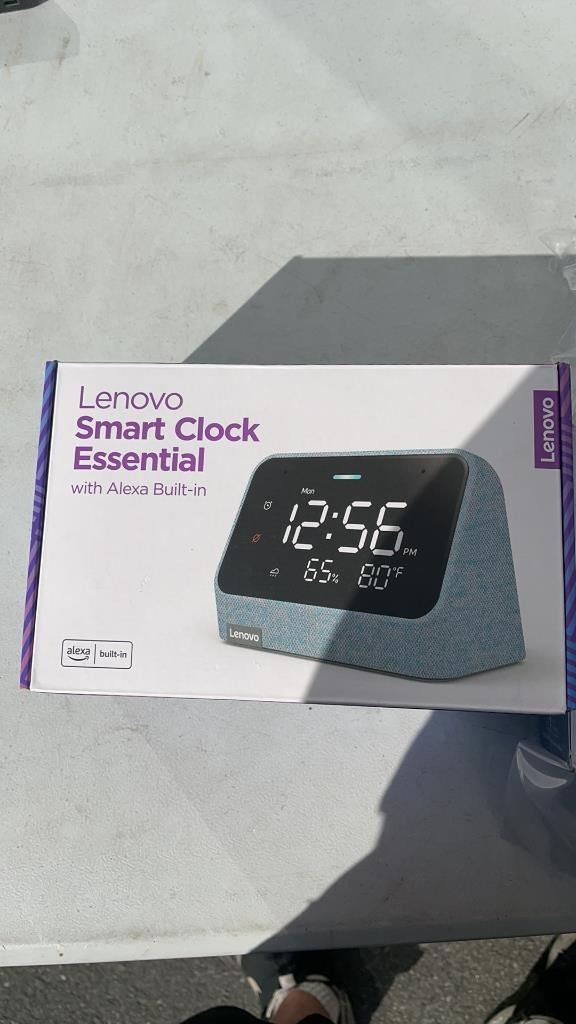 Lenovo
Smart Clock
Essential
with Alexa Built-in
Lenovo
Mon
12:56 PM
65% 80°F
Lenovo
alexa | built-in